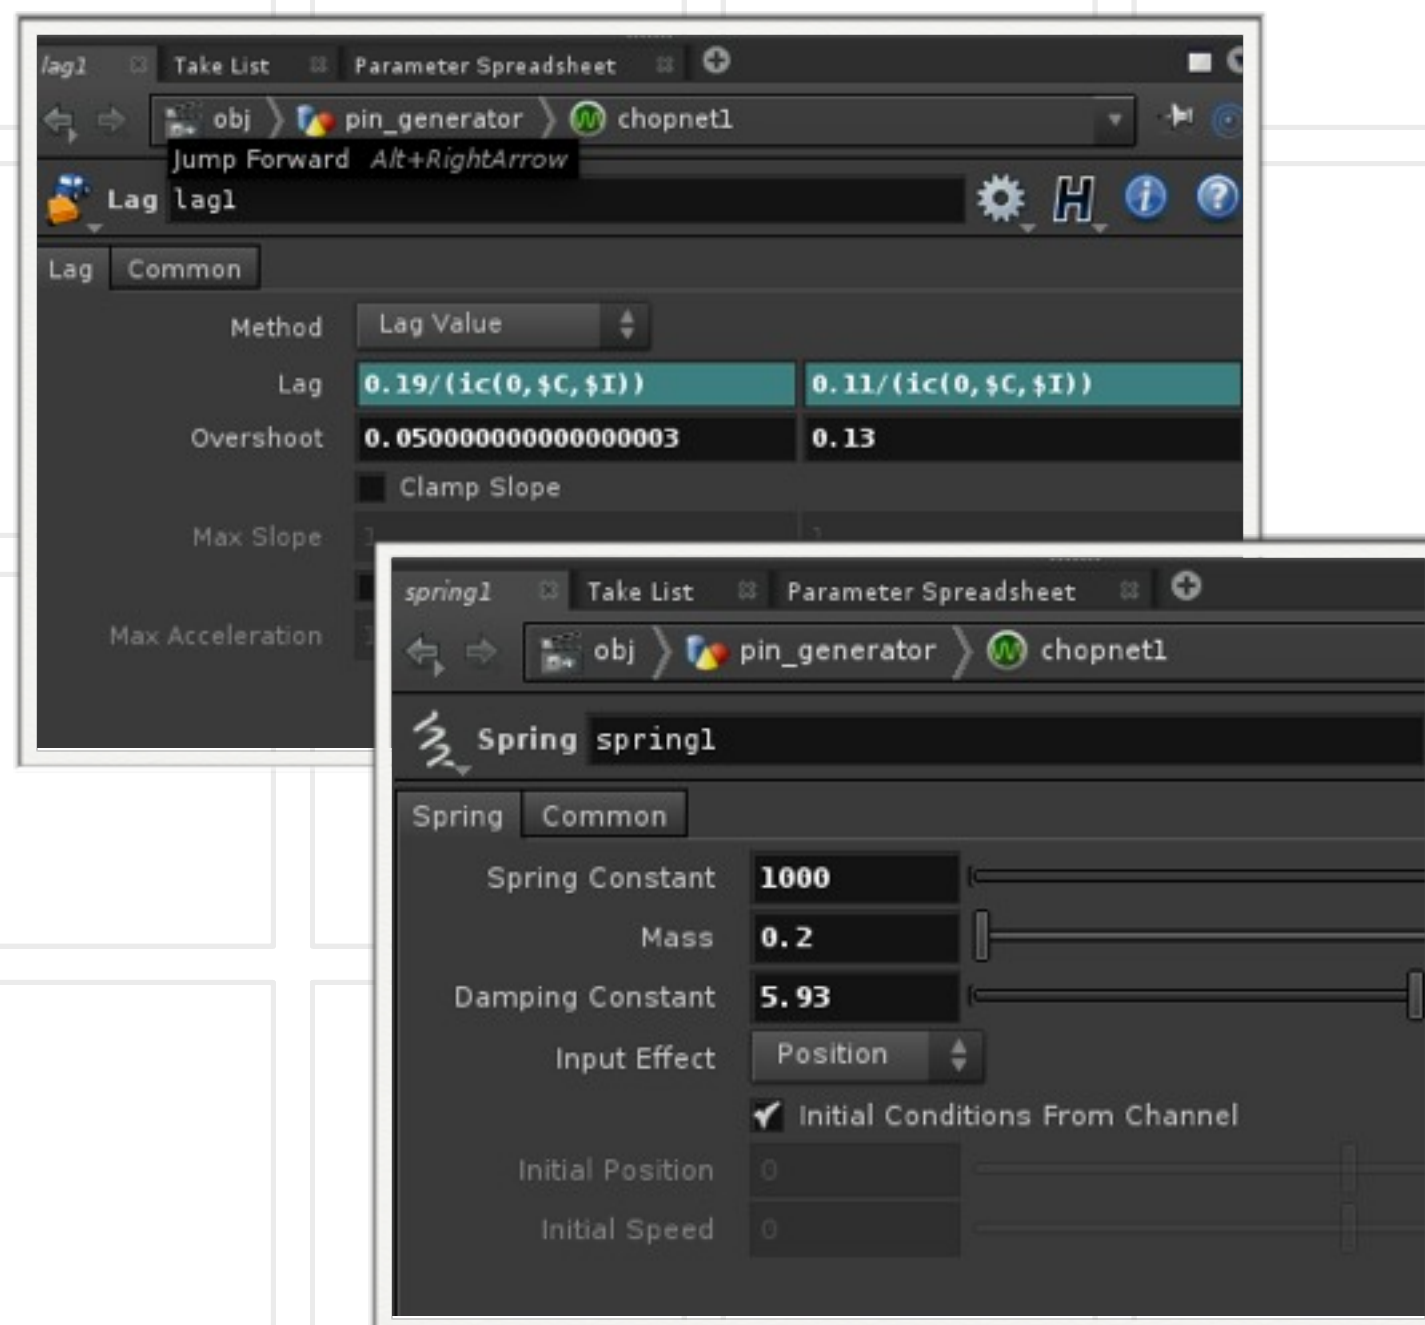 lag1 Take List Parameter Spreadsheet
obj pin_generator chopnet1
Jump Forward Alt+RightArrow
Lag lag1
Lag Common
Method Lag Value
Lag 0.19/(ic(0,$C,$I)) 0.11/(ic(0,$C,$I))
Overshoot 0.050000000000000003 0.13
Clamp Slope
Max Slope 1 1
Max Acceleration
spring1 Take List Parameter Spreadsheet
obj pin_generator chopnet1
Spring spring1
Spring Common
Spring Constant 1000
Mass 0.2
Damping Constant 5.93
Input Effect Position
Initial Conditions From Channel
Initial Position 0
Initial Speed 0